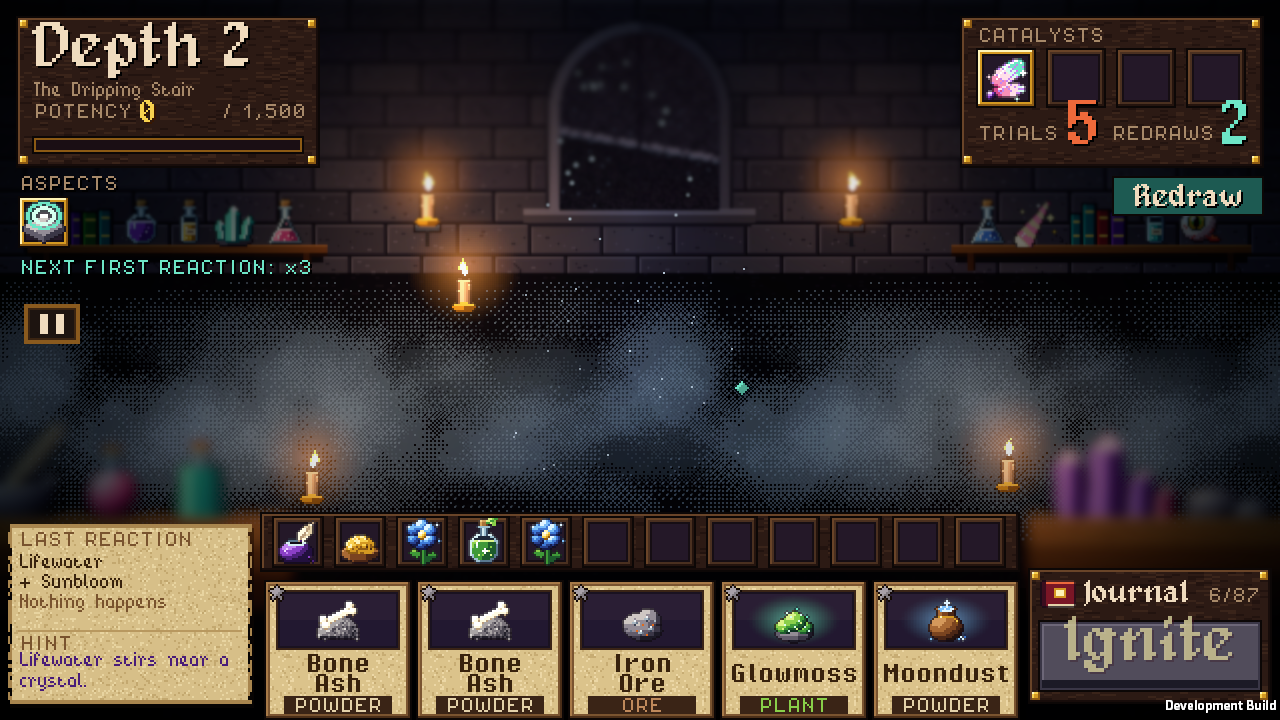 Depth 2
The Dripping Stair
POTENCY 0 / 1,500
ASPECTS
NEXT FIRST REACTION: x3
CATALYSTS
TRIALS 5 REDRAWS 2
Redraw
LAST REACTION
Lifewater
+ Sunbloom
Nothing happens
HINT
Lifewater stirs near a
crystal.
Bone
Ash
POWDER
Bone
Ash
POWDER
Iron
Ore
ORE
Glowmoss
PLANT
Moondust
POWDER
Journal 6/87
Ignite
Development Build